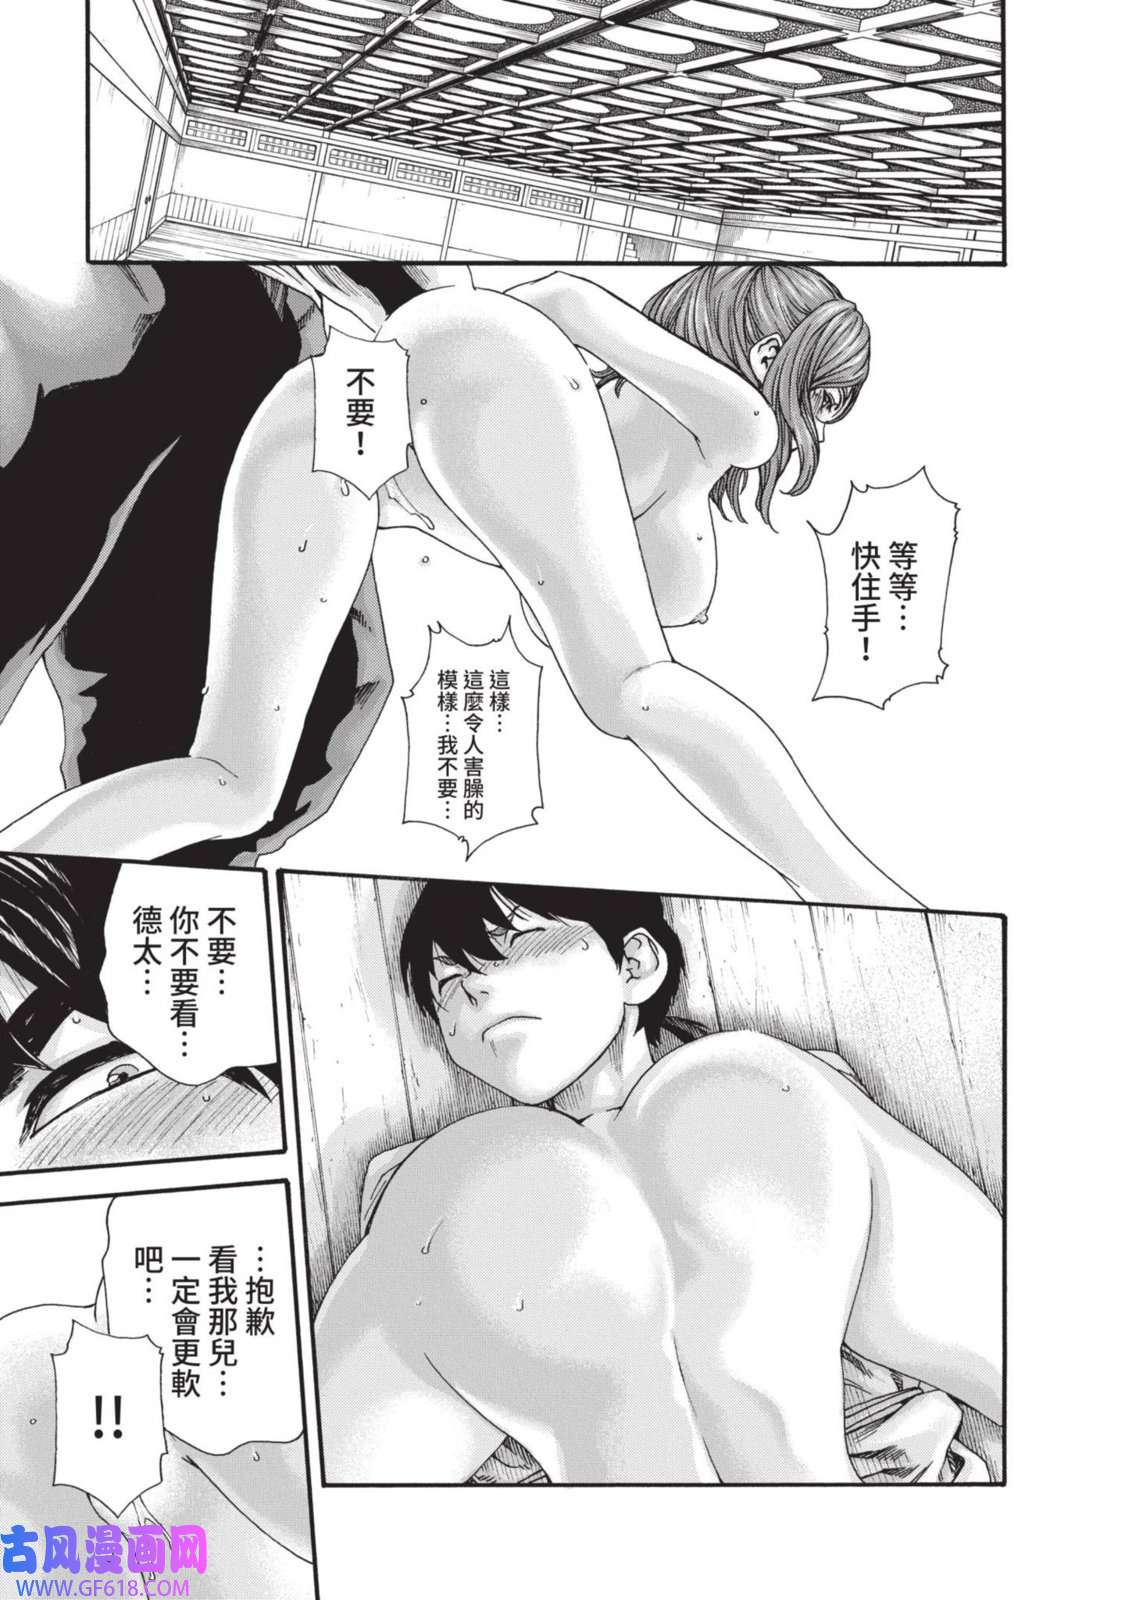 等等…
快住手！
不要！
這樣…
這麼令人害臊的
模樣…我不要…
不要…
你不要看…
德太…
…抱歉
看我那兒…
一定會更軟
吧…
!!
古风漫画网
WWW.GF618.COM